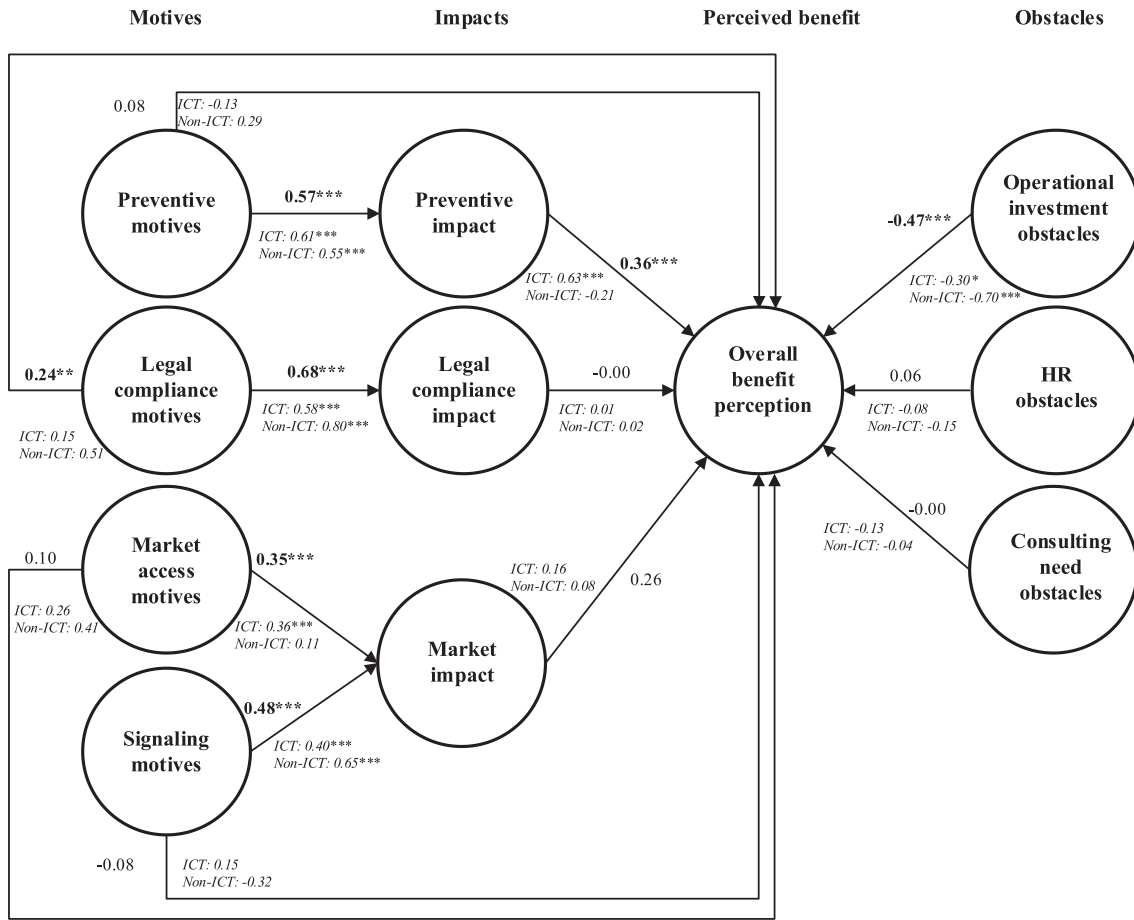 Motives
Impacts
Perceived benefit
Obstacles
0.08
ICT: -0.13
Non-ICT: 0.29
Preventive
motives
0.57***
ICT: 0.61***
Non-ICT: 0.55***
Preventive
impact
0.36***
ICT: 0.63***
Non-ICT: -0.21
Operational
investment
obstacles
-0.47***
ICT: -0.30*
Non-ICT: -0.70***
0.24**
ICT: 0.15
Non-ICT: 0.51
Legal
compliance
motives
0.68***
ICT: 0.58***
Non-ICT: 0.80***
Legal
compliance
impact
-0.00
ICT: 0.01
Non-ICT: 0.02
Overall
benefit
perception
0.06
ICT: -0.08
Non-ICT: -0.15
HR
obstacles
0.10
ICT: 0.26
Non-ICT: 0.41
Market
access
motives
0.35***
ICT: 0.36***
Non-ICT: 0.11
Market
impact
ICT: 0.16
Non-ICT: 0.08
0.26
-0.00
ICT: -0.13
Non-ICT: -0.04
Consulting
need
obstacles
Signaling
motives
0.48***
ICT: 0.40***
Non-ICT: 0.65***
-0.08
ICT: 0.15
Non-ICT: -0.32